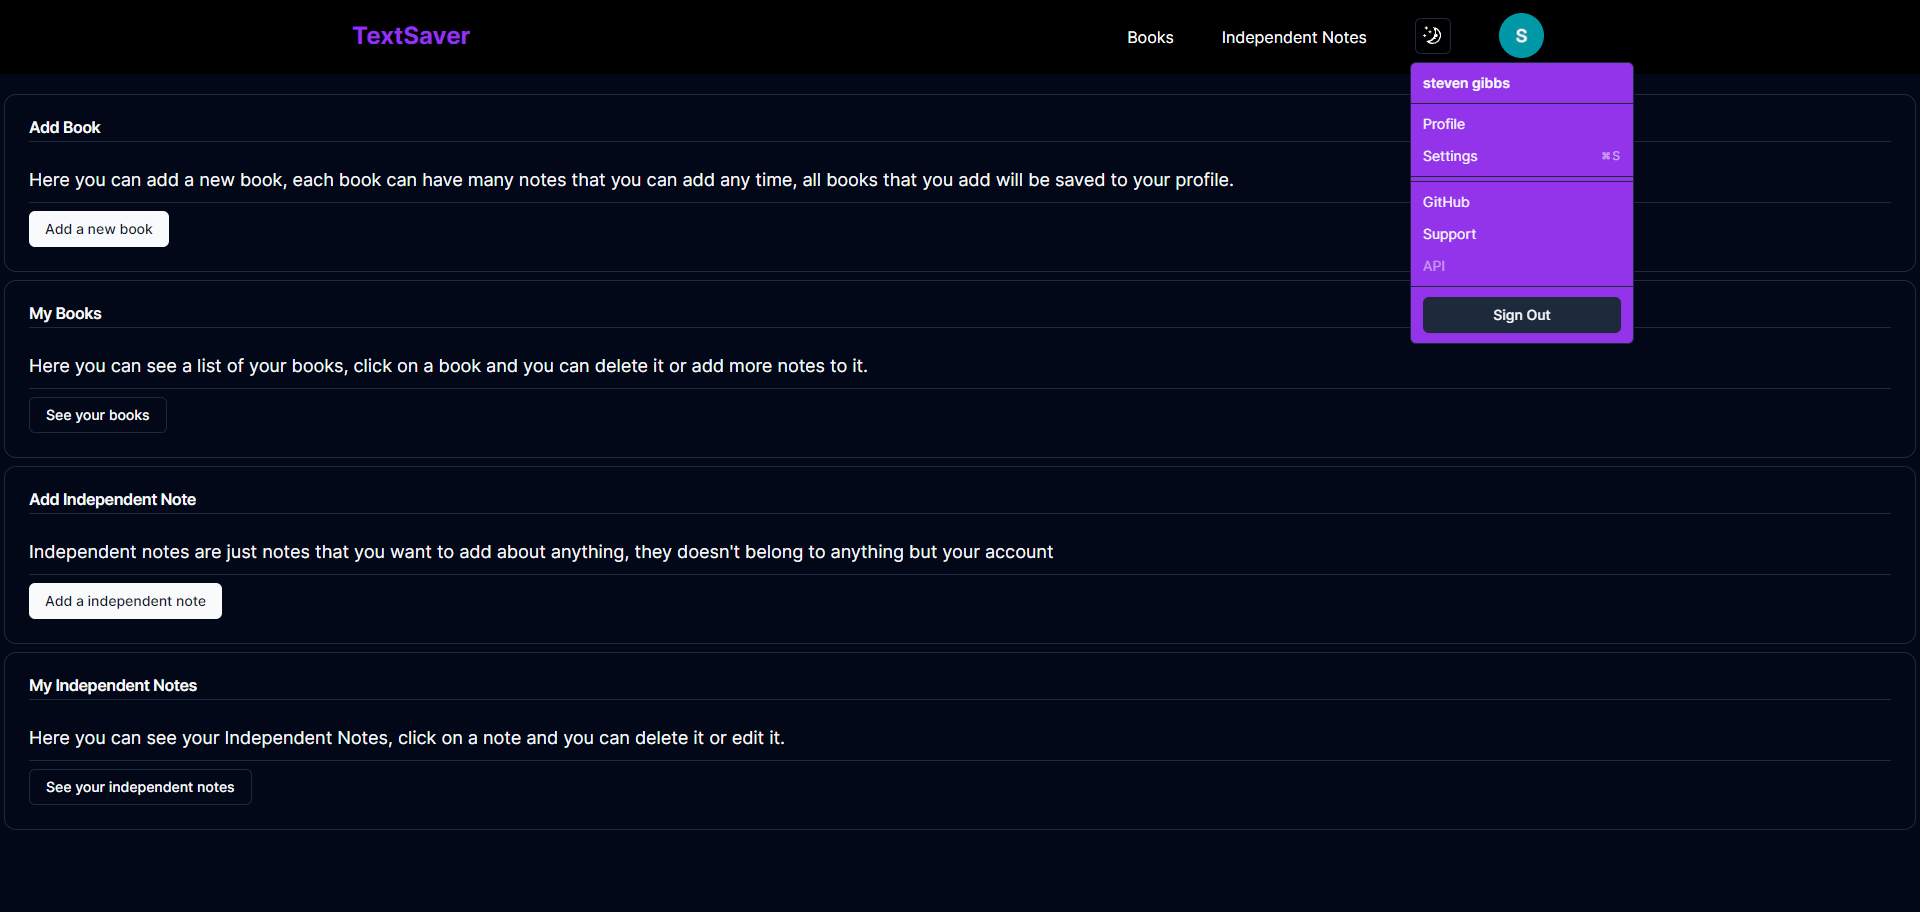 TextSaver
Books
Independent Notes
S
steven gibbs
Profile
Settings ⌘S
GitHub
Support
API
Sign Out
Add Book
Here you can add a new book, each book can have many notes that you can add any time, all books that you add will be saved to your profile.
Add a new book
My Books
Here you can see a list of your books, click on a book and you can delete it or add more notes to it.
See your books
Add Independent Note
Independent notes are just notes that you want to add about anything, they doesn't belong to anything but your account
Add a independent note
My Independent Notes
Here you can see your Independent Notes, click on a note and you can delete it or edit it.
See your independent notes